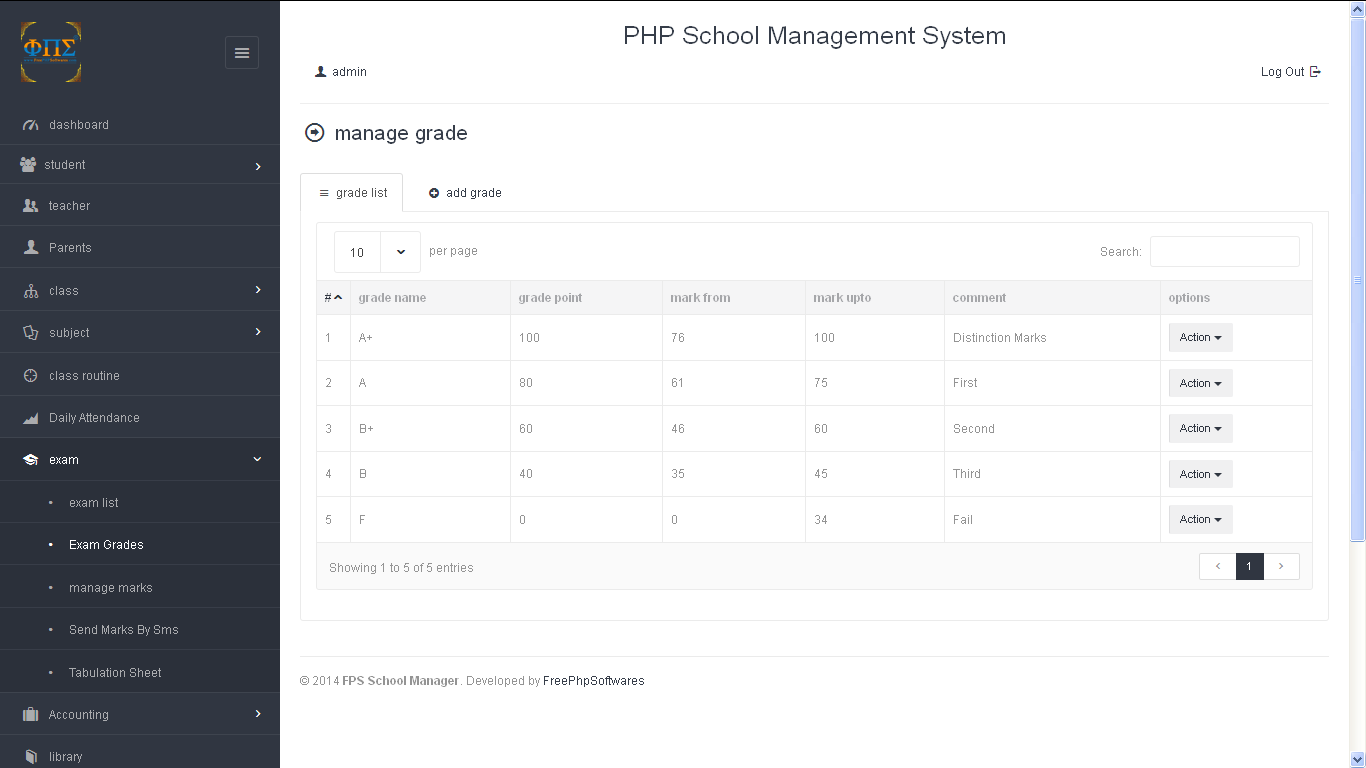 ΦΠΣ
PHP School Management System
admin
Log Out
dashboard
student
teacher
Parents
class
subject
class routine
Daily Attendance
exam
exam list
Exam Grades
manage marks
Send Marks By Sms
Tabulation Sheet
Accounting
library
manage grade
grade list
add grade
10 per page
Search:
# grade name grade point mark from mark upto comment options
1 A+ 100 76 100 Distinction Marks Action
2 A 80 61 75 First Action
3 B+ 60 46 60 Second Action
4 B 40 35 45 Third Action
5 F 0 0 34 Fail Action
Showing 1 to 5 of 5 entries
1
© 2014 FPS School Manager. Developed by FreePhpSoftwares